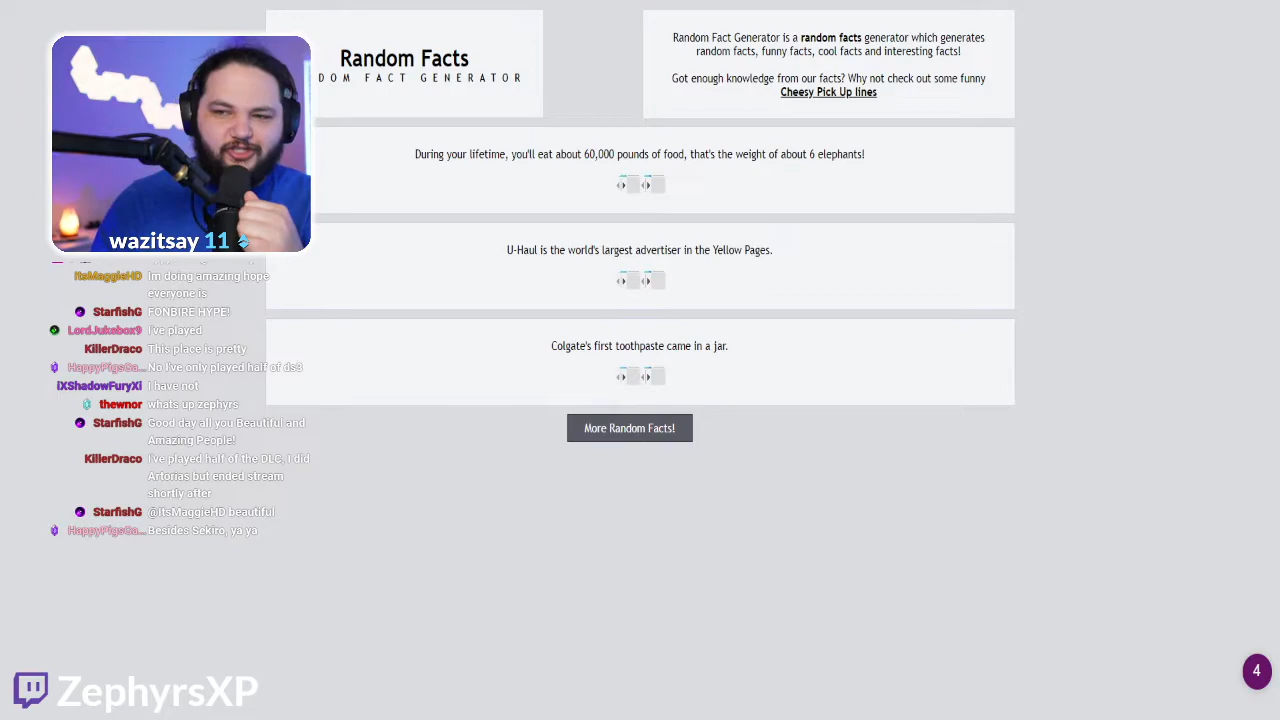 Random Facts
DOM FACT GENERATOR
Random Fact Generator is a random facts generator which generates
random facts, funny facts, cool facts and interesting facts!
Got enough knowledge from our facts? Why not check out some funny
Cheesy Pick Up lines
During your lifetime, you'll eat about 60,000 pounds of food, that's the weight of about 6 elephants!
U-Haul is the world's largest advertiser in the Yellow Pages.
Colgate's first toothpaste came in a jar.
More Random Facts!
wazitsay 11
ItsMaggieHD Im doing amazing hope
everyone is
StarfishG FONBIRE HYPE!
LordJukebox9 I've played
KillerDraco This place is pretty
HappyPigsGa... No I've only played half of ds3
iXShadowFuryXi I have not
thewnor whats up zephyrs
StarfishG Good day all you Beautiful and
Amazing People!
KillerDraco I've played half of the DLC, I did
Artorias but ended stream
shortly after
StarfishG @ItsMaggieHD beautiful
HappyPigsGa... Besides Sekiro, ya ya
ZephyrsXP
4